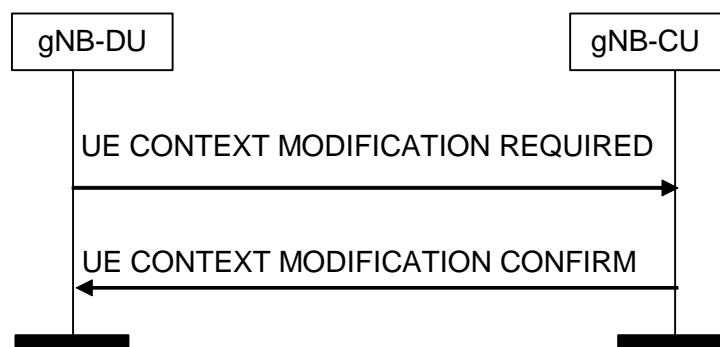 gNB-DU
gNB-CU
UE CONTEXT MODIFICATION REQUIRED
UE CONTEXT MODIFICATION CONFIRM